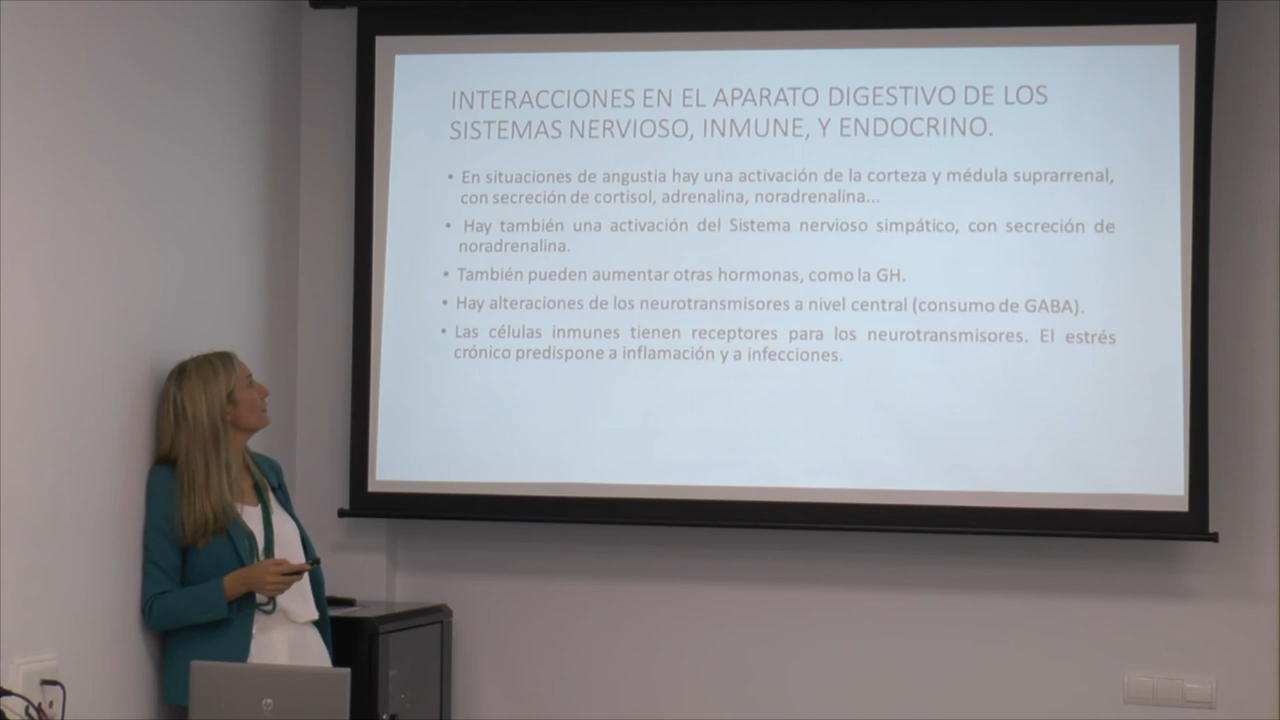 INTERACCIONES EN EL APARATO DIGESTIVO DE LOS
SISTEMAS NERVIOSO, INMUNE, Y ENDOCRINO.
• En situaciones de angustia hay una activación de la corteza y médula suprarrenal,
con secreción de cortisol, adrenalina, noradrenalina...
• Hay también una activación del Sistema nervioso simpático, con secreción de
noradrenalina.
• También pueden aumentar otras hormonas, como la GH.
• Hay alteraciones de los neurotransmisores a nivel central (consumo de GABA).
• Las células inmunes tienen receptores para los neurotransmisores. El estrés
crónico predispone a inflamación y a infecciones.
hp